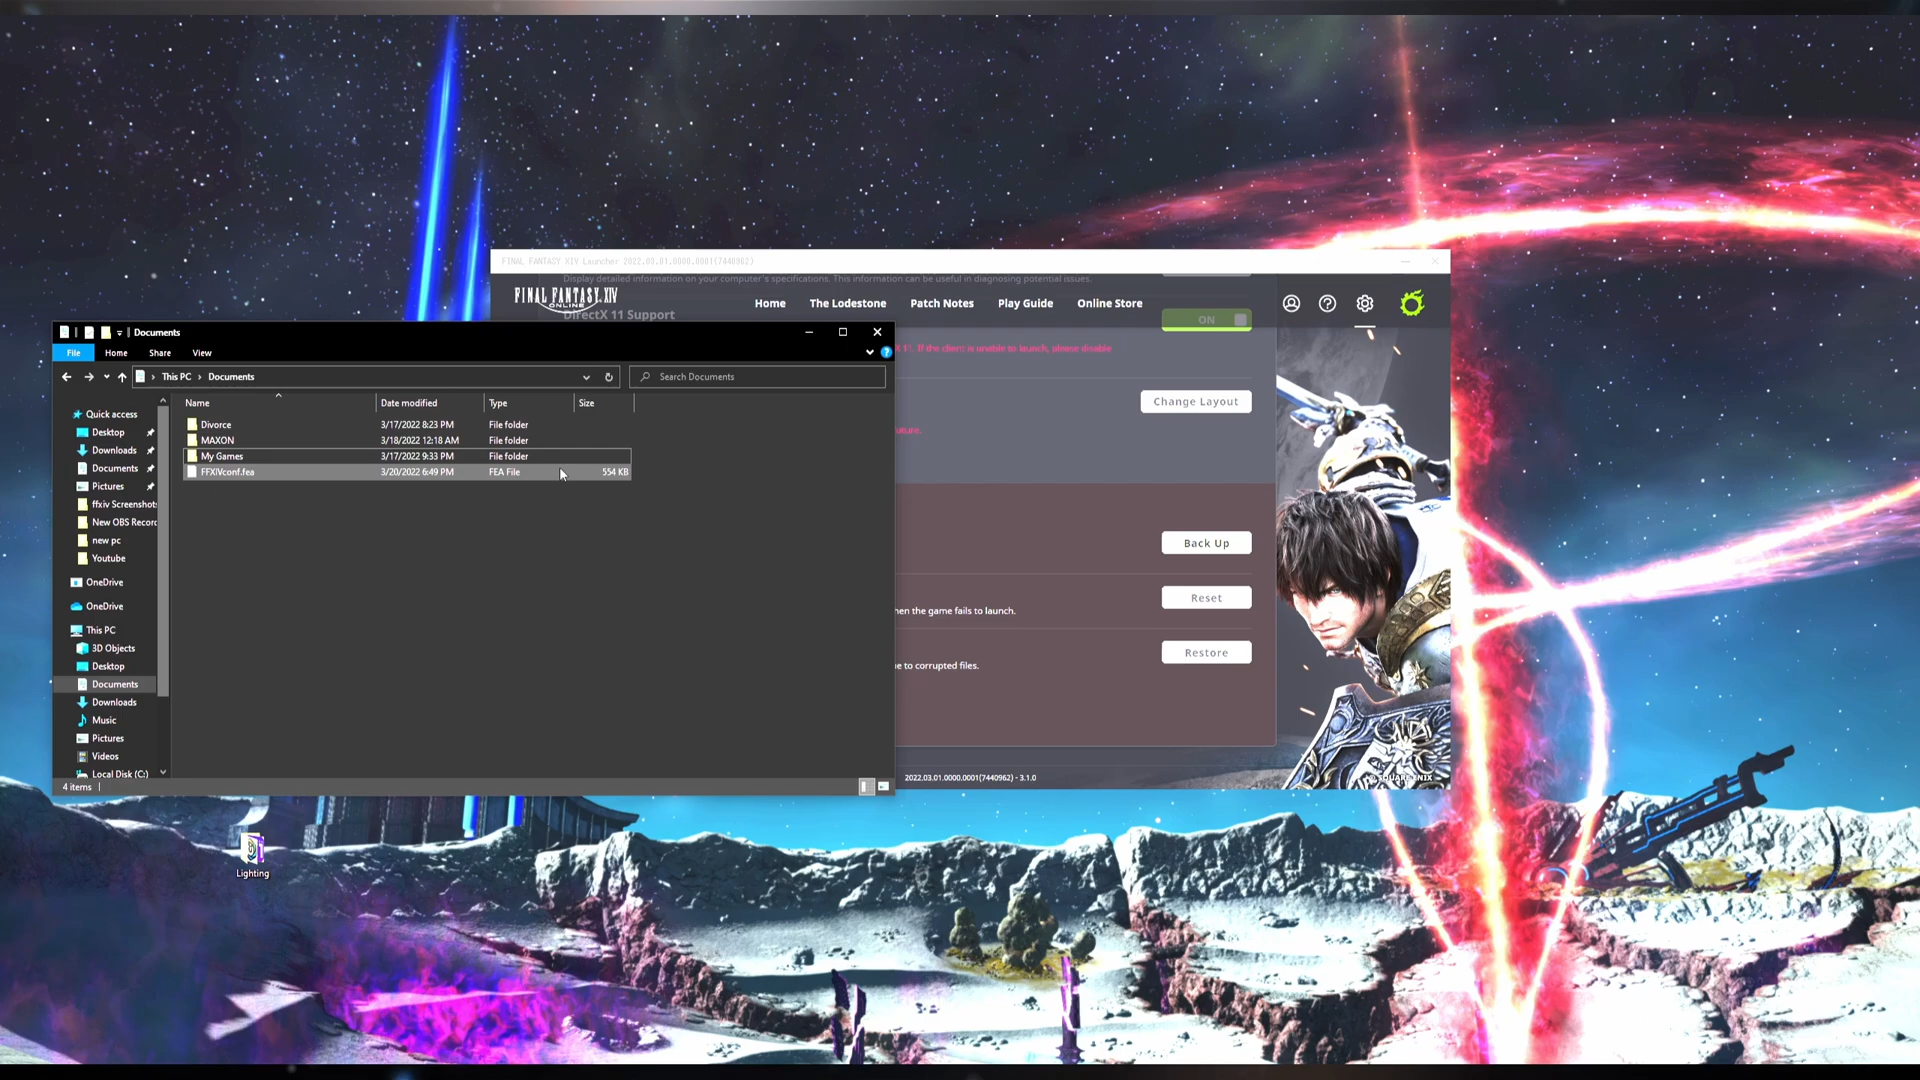 FINAL FANTASY XIV Launcher 2022.03.01.0000.0001(7440962)
Display detailed information on your computer's specifications. This information can be useful in diagnosing potential issues.
FINAL FANTASY XIV
ONLINE
Home The Lodestone Patch Notes Play Guide Online Store
DirectX 11 Support
ON
X 11. If the client is unable to launch, please disable
Change Layout
uture.
Back Up
Reset
hen the game fails to launch.
Restore
e to corrupted files.
2022.03.01.0000.0001(7440962) - 3.1.0
© SQUARE ENIX
Documents
File Home Share View
This PC > Documents
Search Documents
Name Date modified Type Size
Divorce 3/17/2022 8:23 PM File folder
MAXON 3/18/2022 12:18 AM File folder
My Games 3/17/2022 9:33 PM File folder
FFXIVconf.fea 3/20/2022 6:49 PM FEA File 554 KB
Quick access
Desktop
Downloads
Documents
Pictures
ffxiv Screenshots
New OBS Record
new pc
Youtube
OneDrive
OneDrive
This PC
3D Objects
Desktop
Documents
Downloads
Music
Pictures
Videos
Local Disk (C:)
4 items
Lighting